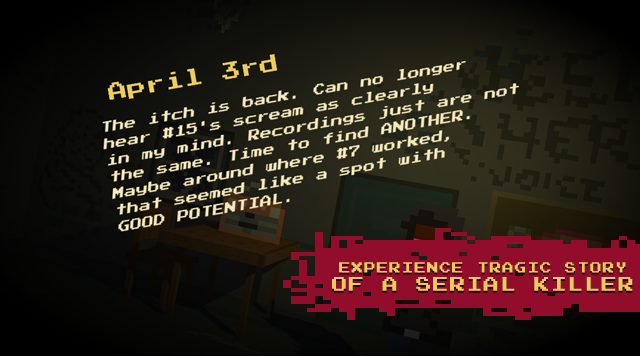 April 3rd
The itch is back. Can no longer
hear #15's scream as clearly
in my mind. Recordings just are not
the same. Time to find ANOTHER.
Maybe around where #7 worked,
that seemed like a spot with
GOOD POTENTIAL.
VOICE
EXPERIENCE TRAGIC STORY
OF A SERIAL KILLER